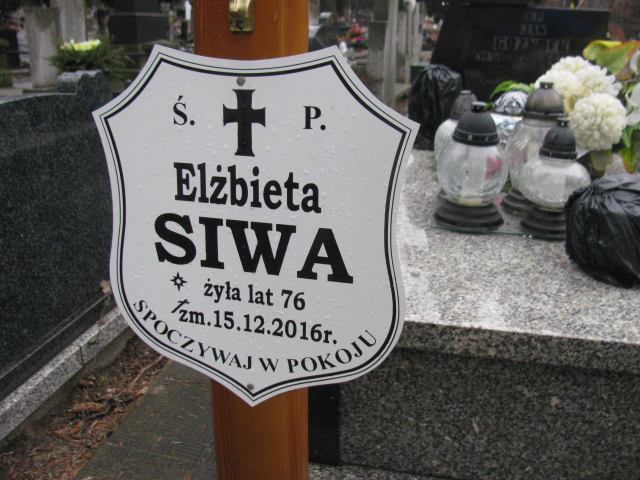 Ś. P.
Elżbieta
SIWA
żyła lat 76
zm.15.12.2016r.
SPOCZYWAJ W POKOJU